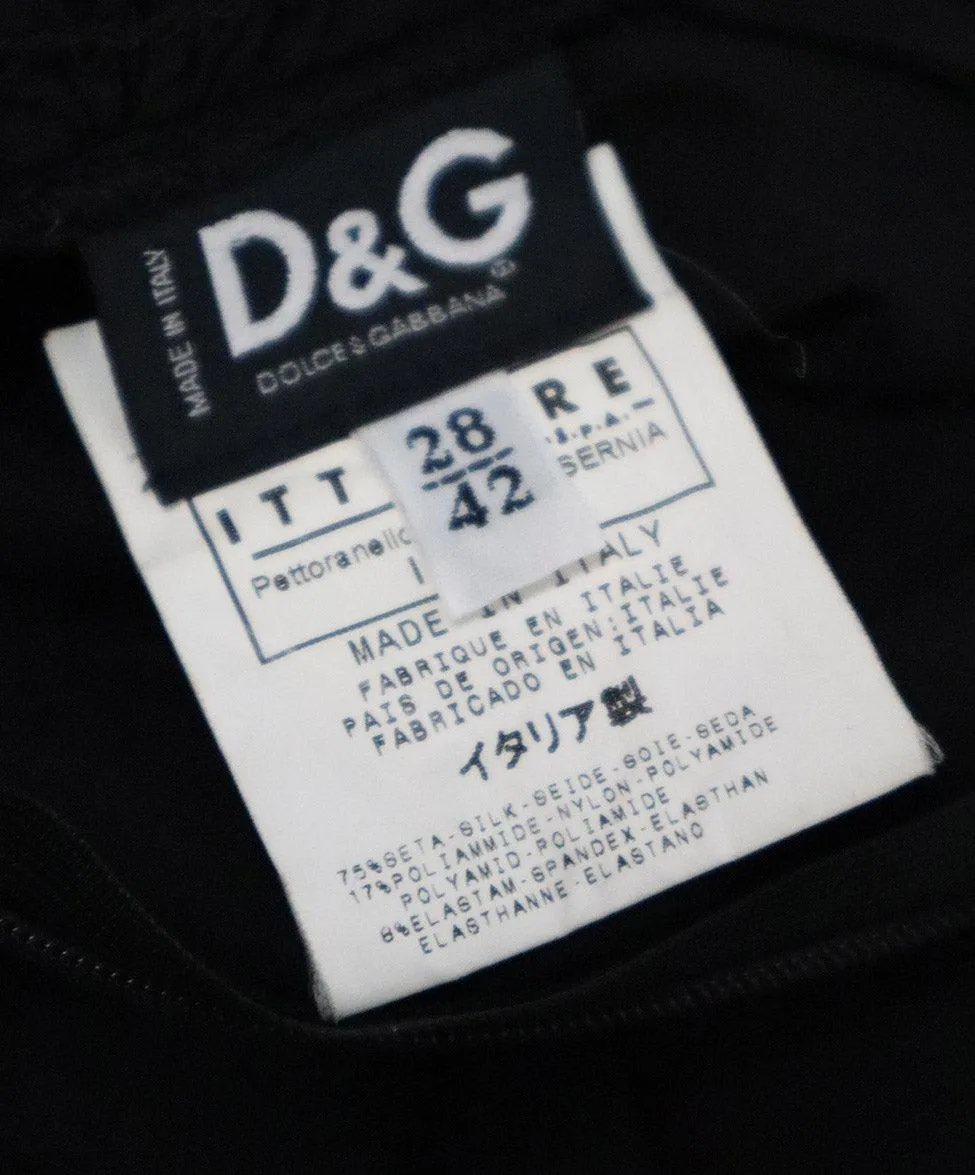 MADE IN ITALY
D&G
DOLCE & GABBANA®
28
42
ITT RE
s.p.a.
Pettoranello SERNIA
I
MADE IN ITALY
FABRIQUE EN ITALIE
PAIS DE ORIGEN:ITALIE
FABRICADO EN ITALIA
イタリア製
75%SETA-SILK-SEIDE-SOIE-SEDA
17%POLIAMMIDE-NYLON-POLYAMIDE
POLYAMID-POLIAMIDE
8%ELASTAM-SPANDEX-ELASTHAN
ELASTHANNE-ELASTANO